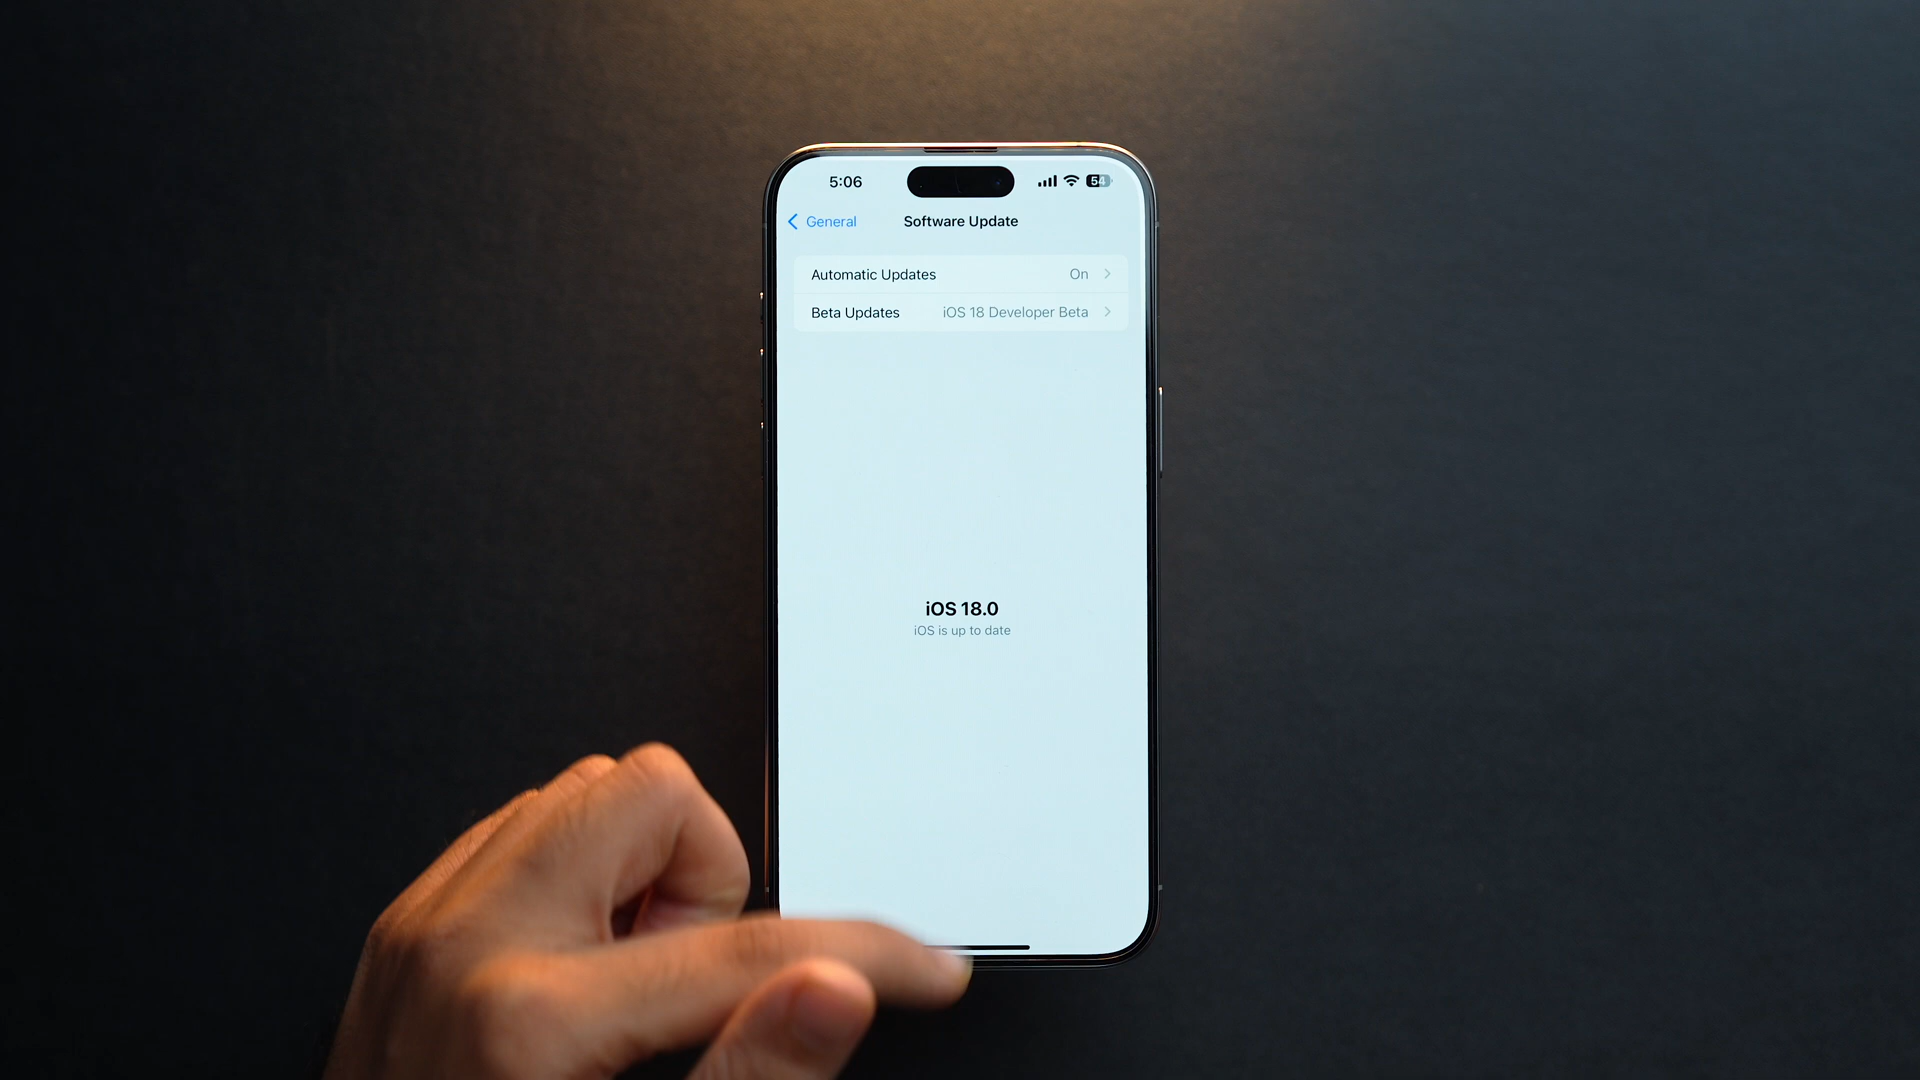 5:06
54
General
Software Update
Automatic Updates On
Beta Updates iOS 18 Developer Beta
iOS 18.0
iOS is up to date